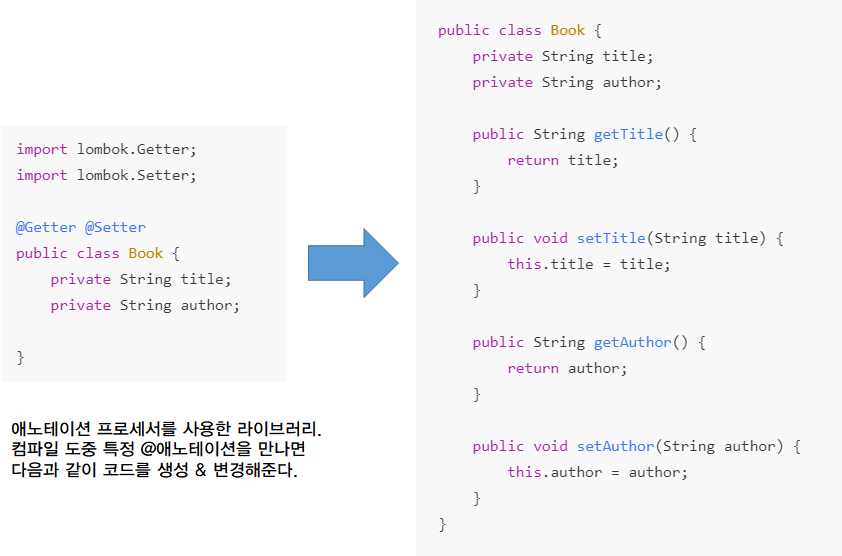 import lombok.Getter;
import lombok.Setter;
@Getter @Setter
public class Book {
    private String title;
    private String author;
}
애노테이션 프로세서를 사용한 라이브러리.
컴파일 도중 특정 @애노테이션을 만나면
다음과 같이 코드를 생성 & 변경해준다.
public class Book {
    private String title;
    private String author;
    public String getTitle() {
        return title;
    }
    public void setTitle(String title) {
        this.title = title;
    }
    public String getAuthor() {
        return author;
    }
    public void setAuthor(String author) {
        this.author = author;
    }
}